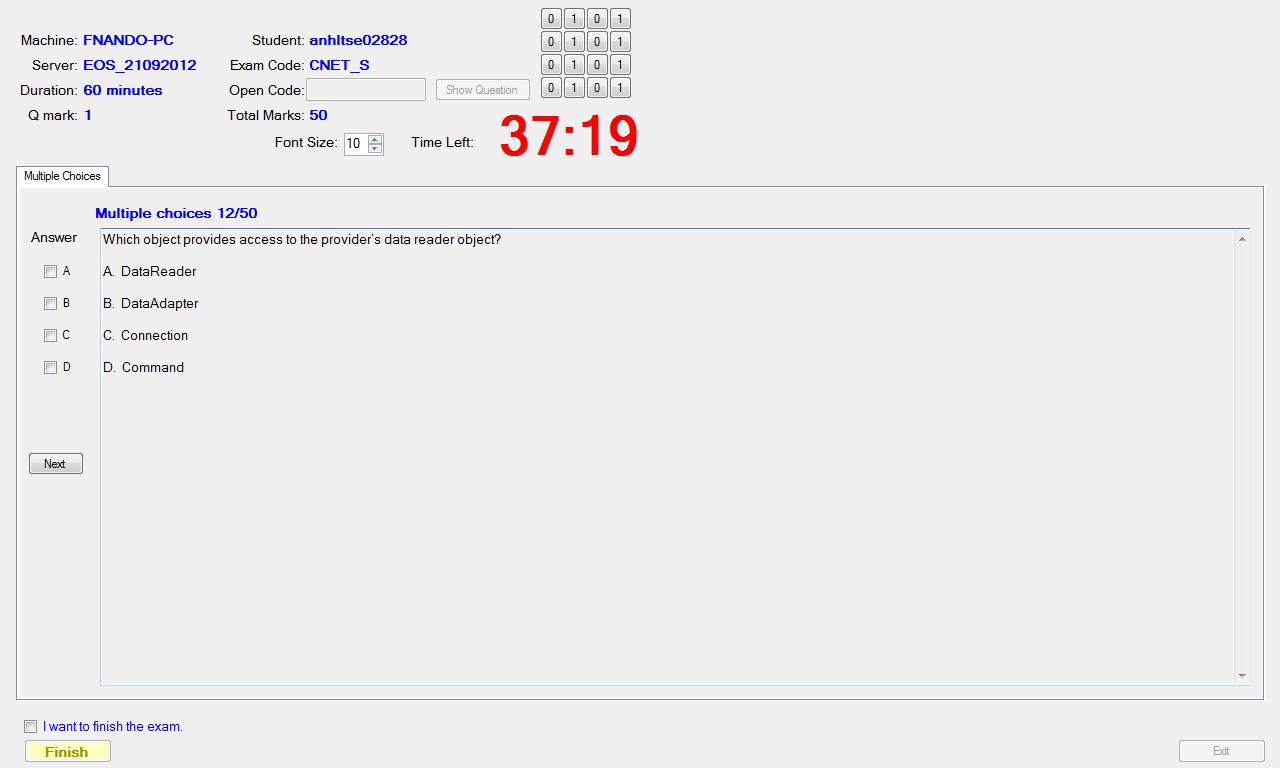 0 1 0 1
Machine: FNANDO-PC Student: anhltse02828
0 1 0 1
Server: EOS_21092012 Exam Code: CNET_S
0 1 0 1
Duration: 60 minutes Open Code: Show Question
0 1 0 1
Q mark: 1 Total Marks: 50
Font Size: 10 Time Left: 37:19
Multiple Choices
Multiple choices 12/50
Answer Which object provides access to the provider's data reader object?
A A. DataReader
B B. DataAdapter
C C. Connection
D D. Command
Next
I want to finish the exam.
Finish Exit